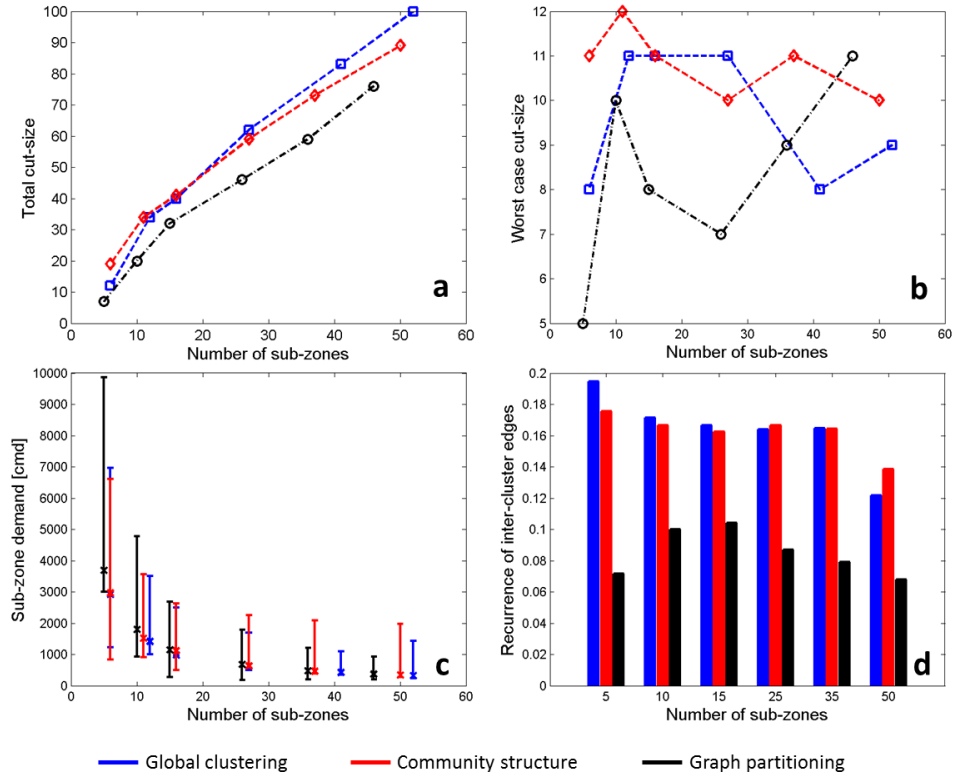 100
90
80
70
60
50
40
30
20
10
0
Total cut-size
0 10 20 30 40 50 60
Number of sub-zones
a
12
11
10
9
8
7
6
5
Worst case cut-size
0 10 20 30 40 50 60
Number of sub-zones
b
10000
9000
8000
7000
6000
5000
4000
3000
2000
1000
0
Sub-zone demand [cmd]
0 10 20 30 40 50 60
Number of sub-zones
c
0.2
0.18
0.16
0.14
0.12
0.1
0.08
0.06
0.04
0.02
0
Recurrence of inter-cluster edges
5 10 15 25 35 50
Number of sub-zones
d
Global clustering Community structure Graph partitioning